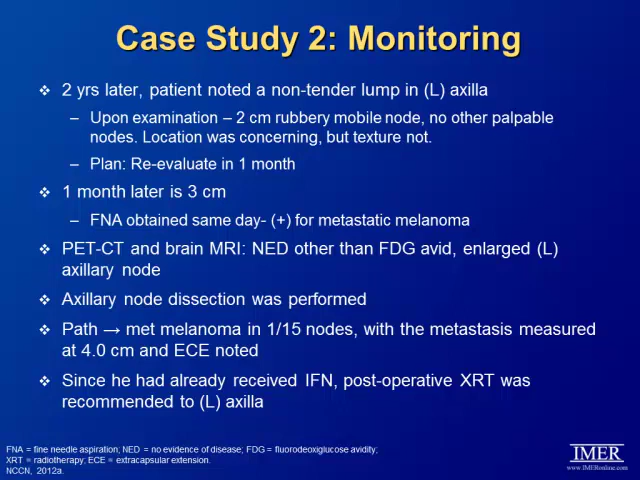 Case Study 2: Monitoring
❖ 2 yrs later, patient noted a non-tender lump in (L) axilla
– Upon examination – 2 cm rubbery mobile node, no other palpable
nodes. Location was concerning, but texture not.
– Plan: Re-evaluate in 1 month
❖ 1 month later is 3 cm
– FNA obtained same day- (+) for metastatic melanoma
❖ PET-CT and brain MRI: NED other than FDG avid, enlarged (L)
axillary node
❖ Axillary node dissection was performed
❖ Path → met melanoma in 1/15 nodes, with the metastasis measured
at 4.0 cm and ECE noted
❖ Since he had already received IFN, post-operative XRT was
recommended to (L) axilla
FNA = fine needle aspiration; NED = no evidence of disease; FDG = fluorodeoxiglucose avidity;
XRT = radiotherapy; ECE = extracapsular extension.
NCCN, 2012a.
IMER
www.IMERonline.com